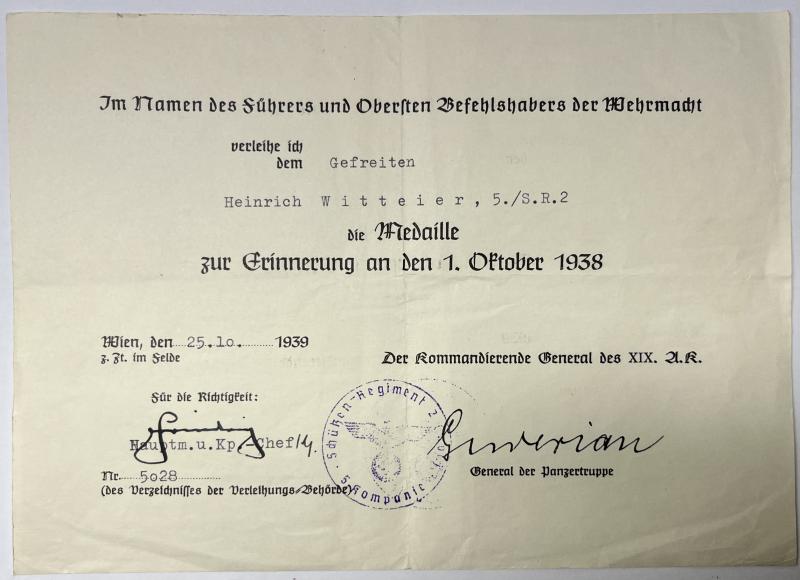 Im Namen des Führers und Obersten Befehlshabers der Wehrmacht
verleihe ich
dem Gefreiten
Heinrich W i t t e i e r , 5./S.R.2
die Medaille
zur Erinnerung an den 1. Oktober 1938
Wien, den 25.lo. 1939
z. Zt. im Felde
Der Kommandierende General des XIX. A.K.
Für die Richtigkeit:
Hauptm.u.Kp.-Chef
Schützen-Regiment 2
5. Kompanie
Guderian
General der Panzertruppe
Nr. 5o28
(des Verzeichnisses der Verleihungs-Behörde)